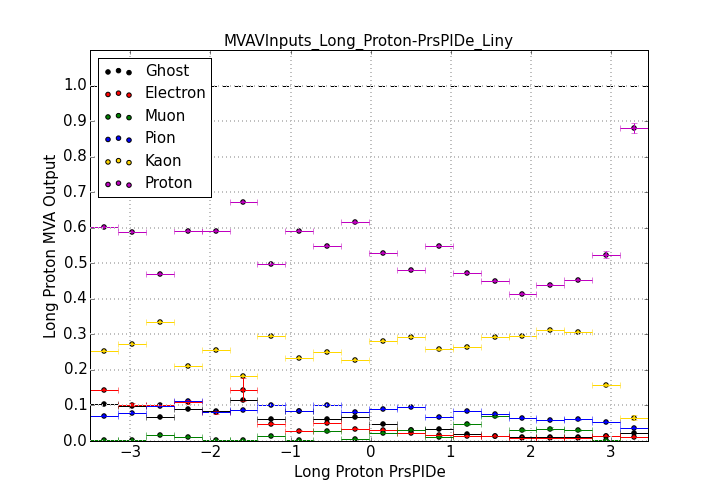 MVAVInputs_Long_Proton-PrsPIDe_Liny
Ghost
Electron
Muon
Pion
Kaon
Proton
1.0
0.9
0.8
0.7
0.6
0.5
0.4
0.3
0.2
0.1
0.0
Long Proton MVA Output
−3 −2 −1 0 1 2 3
Long Proton PrsPIDe